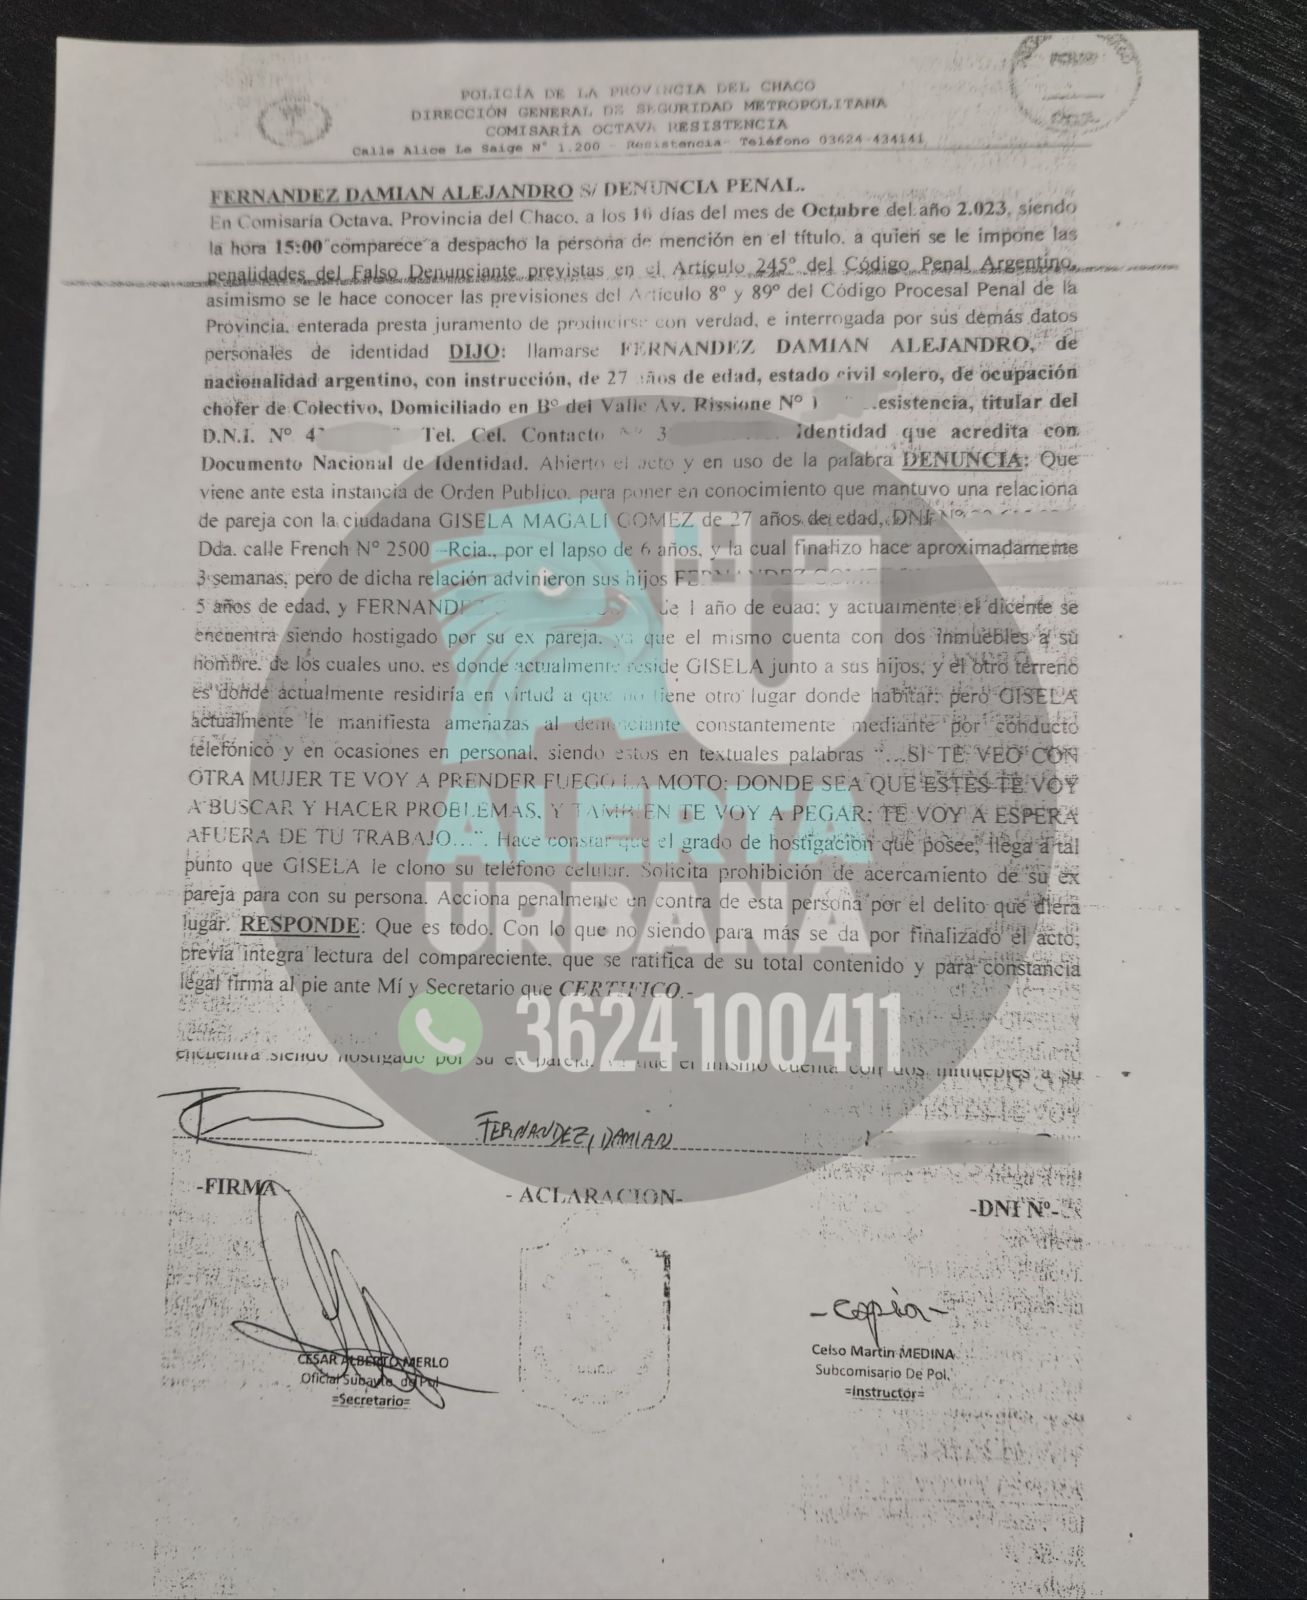 POLICÍA DE LA PROVINCIA DEL CHACO
DIRECCIÓN GENERAL DE SEGURIDAD METROPOLITANA
COMISARÍA OCTAVA RESISTENCIA
Calle Alice Le Saige N° 1.200 - Resistencia- Teléfono 03624-434141
FERNANDEZ DAMIAN ALEJANDRO S/ DENUNCIA PENAL.
En Comisaría Octava, Provincia del Chaco, a los 16 días del mes de Octubre del año 2.023, siendo
la hora 15:00 comparece a despacho la persona de mención en el título, a quien se le impone las
penalidades del Falso Denunciante previstas en el Artículo 245° del Código Penal Argentino,
asimismo se le hace conocer las previsiones del Artículo 8° y 89° del Código Procesal Penal de la
Provincia, enterada presta juramento de producirse con verdad, e interrogada por sus demás datos
personales de identidad DIJO: llamarse FERNANDEZ DAMIAN ALEJANDRO, de
nacionalidad argentino, con instrucción, de 27 años de edad, estado civil solero, de ocupación
chofer de Colectivo, Domiciliado en B° del Valle Av. Rissione N° esistencia, titular del
D.N.I. N° 4 Tel. Cel. Contacto 3 Identidad que acredita con
Documento Nacional de Identidad. Abierto el acto y en uso de la palabra DENUNCIA: Que
viene ante esta instancia de Orden Publico, para poner en conocimiento que mantuvo una relaciona
de pareja con la ciudadana GISELA MAGALI GOMEZ de 27 años de edad, DNI N°
Dda. calle French N° 2500 –Rcia., por el lapso de 6 años, y la cual finalizo hace aproximadamente
3 semanas, pero de dicha relación advinieron sus hijos FERNANDEZ GOMEZ
5 años de edad, y FERNANDEZ de 1 año de edad; y actualmente el dicente se
encuentra siendo hostigado por su ex pareja, ya que el mismo cuenta con dos inmuebles a su
nombre, de los cuales uno, es donde actualmente reside GISELA junto a sus hijos, y el otro terreno
es donde actualmente residiría en virtud a que no tiene otro lugar donde habitar; pero GISELA
actualmente le manifiesta amenazas al denunciante constantemente mediante por conducto
telefónico y en ocasiones en personal, siendo estos en textuales palabras "…SI TE VEO CON
OTRA MUJER TE VOY A PRENDER FUEGO LA MOTO; DONDE SEA QUE ESTES TE VOY
A BUSCAR Y HACER PROBLEMAS, Y TAMBIEN TE VOY A PEGAR; TE VOY A ESPERA
AFUERA DE TU TRABAJO…". Hace constar que el grado de hostigación que posee, llega a tal
punto que GISELA le clono su teléfono celular. Solicita prohibición de acercamiento de su ex
pareja para con su persona. Acciona penalmente en contra de esta persona por el delito que diera
lugar. RESPONDE: Que es todo. Con lo que no siendo para más se da por finalizado el acto,
previa integra lectura del compareciente, que se ratifica de su total contenido y para constancia
legal firma al pie ante Mí y Secretario que CERTIFICO.-
ALERTA
URBANA
3624 100411
encuentra siendo hostigado por su ex pareja, ya que el mismo cuenta con dos inmuebles a su
FERNANDEZ, DAMIAN
-FIRMA - - ACLARACION- -DNI Nº-
-copia-
CESAR ALBERTO MERLO
Oficial Subayte. de Pol
=Secretario=
Celso Martin MEDINA
Subcomisario De Pol.
=Instructor=